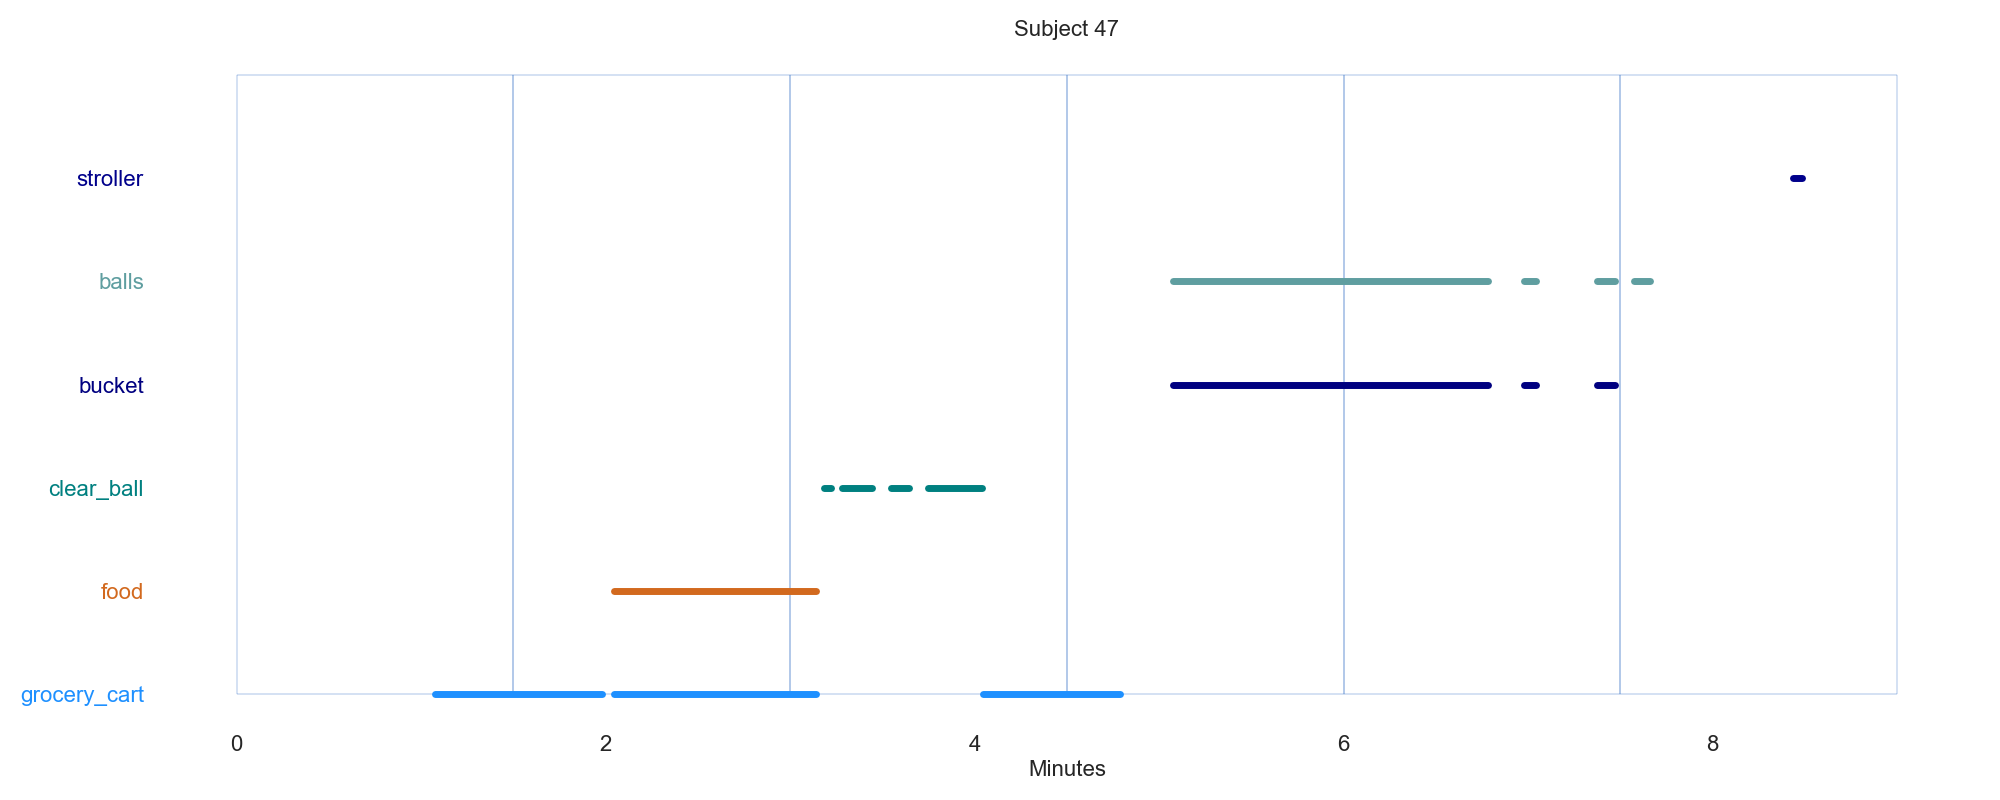 Subject 47
stroller
balls
bucket
clear_ball
food
grocery_cart
0 2 4 6 8
Minutes